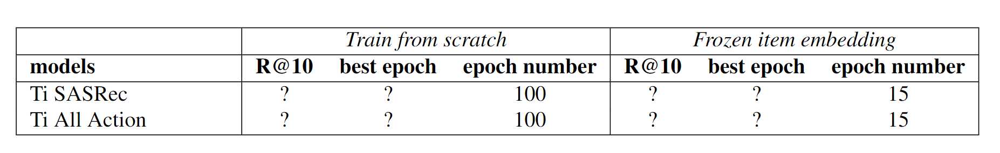 Train from scratch Frozen item embedding
models R@10 best epoch epoch number R@10 best epoch epoch number
Ti SASRec ? ? 100 ? ? 15
Ti All Action ? ? 100 ? ? 15